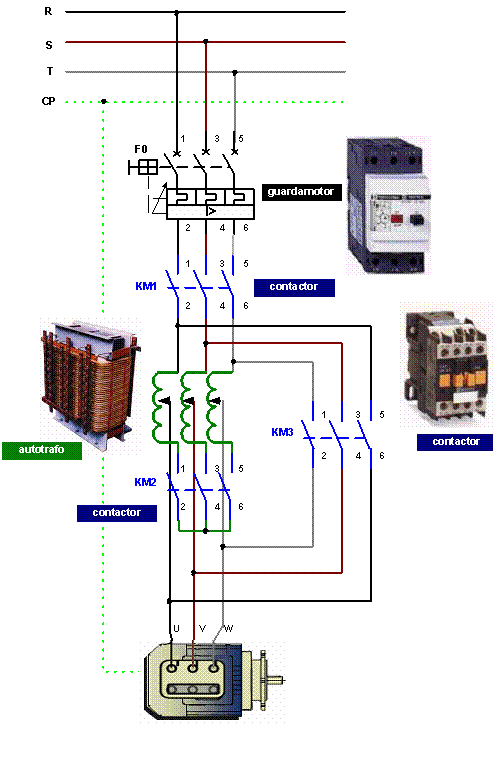 R
S
T
CP
1 3 5
F0
I>
guardamotor
2 4 6
1 3 5
KM1
contactor
2 4 6
autotrafo
contactor
1 3 5
KM3
2 4 6
1 3 5
KM2
contactor
2 4 6
U V W